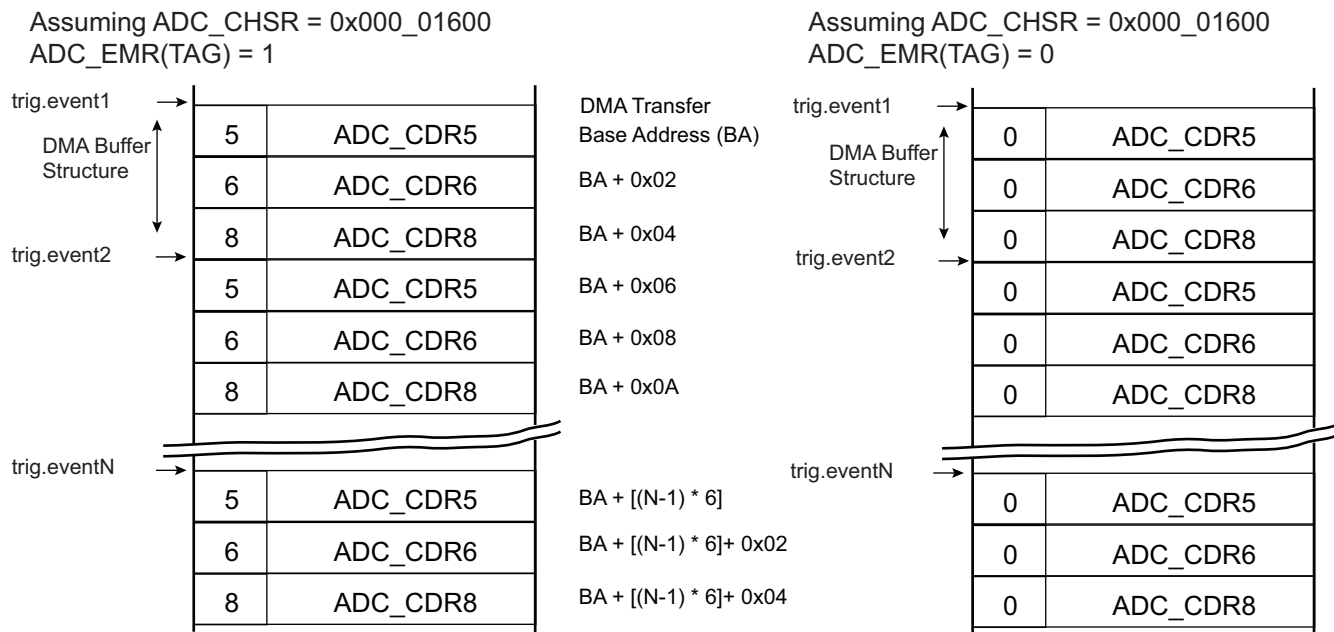 Assuming ADC_CHSR = 0x000_01600
ADC_EMR(TAG) = 1
trig.event1
DMA Buffer
Structure
5 ADC_CDR5
6 ADC_CDR6
8 ADC_CDR8
trig.event2
5 ADC_CDR5
6 ADC_CDR6
8 ADC_CDR8
trig.eventN
5 ADC_CDR5
6 ADC_CDR6
8 ADC_CDR8
DMA Transfer
Base Address (BA)
BA + 0x02
BA + 0x04
BA + 0x06
BA + 0x08
BA + 0x0A
BA + [(N-1) * 6]
BA + [(N-1) * 6]+ 0x02
BA + [(N-1) * 6]+ 0x04
Assuming ADC_CHSR = 0x000_01600
ADC_EMR(TAG) = 0
trig.event1
DMA Buffer
Structure
0 ADC_CDR5
0 ADC_CDR6
0 ADC_CDR8
trig.event2
0 ADC_CDR5
0 ADC_CDR6
0 ADC_CDR8
trig.eventN
0 ADC_CDR5
0 ADC_CDR6
0 ADC_CDR8